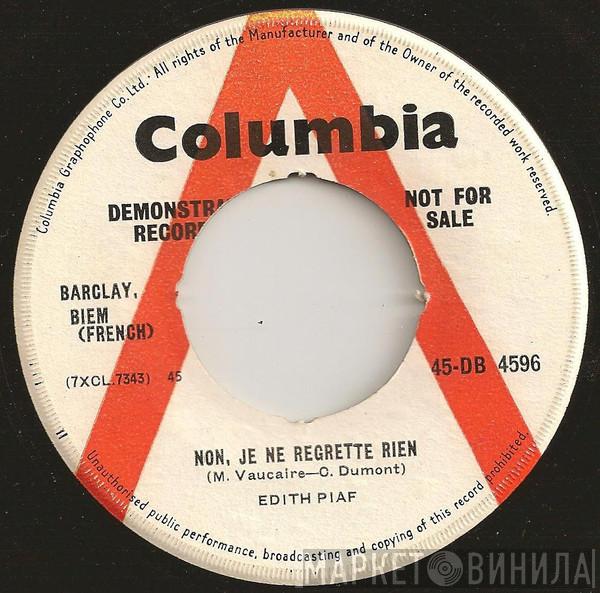 Columbia Graphophone Co. Ltd. · All rights of the Manufacturer and of the Owner of the recorded work reserved.
Columbia
DEMONSTRA
RECOR
NOT FOR
SALE
BARCLAY,
BIEM
(FRENCH)
(7XCL.7343) 45
45-DB 4596
NON, JE NE REGRETTE RIEN
(M. Vaucaire—C. Dumont)
EDITH PIAF
Unauthorised public performance, broadcasting and copying of this record prohibited.
МАРКЕТ ВИНИЛА